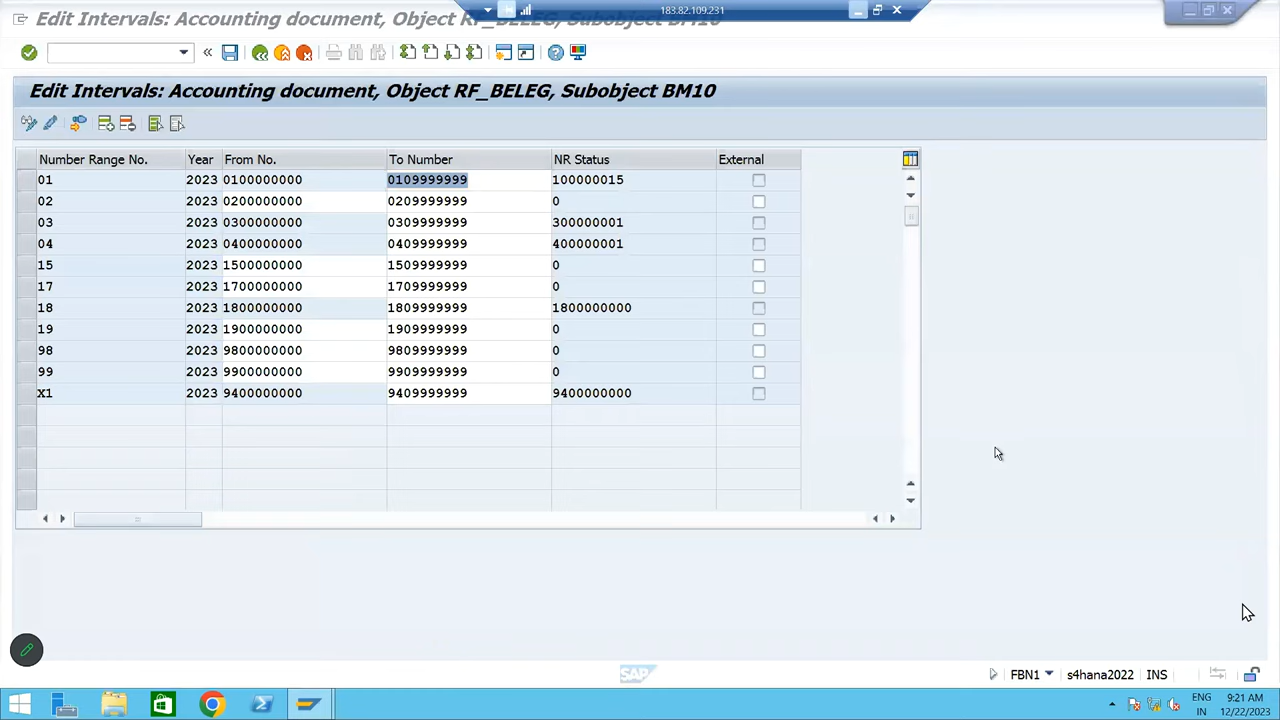 Edit Intervals: Accounting document, Object RF_BELEG, Subobject BM10
183.82.109.231
Edit Intervals: Accounting document, Object RF_BELEG, Subobject BM10
Number Range No. Year From No. To Number NR Status External
01 2023 0100000000 0109999999 100000015
02 2023 0200000000 0209999999 0
03 2023 0300000000 0309999999 300000001
04 2023 0400000000 0409999999 400000001
15 2023 1500000000 1509999999 0
17 2023 1700000000 1709999999 0
18 2023 1800000000 1809999999 1800000000
19 2023 1900000000 1909999999 0
98 2023 9800000000 9809999999 0
99 2023 9900000000 9909999999 0
X1 2023 9400000000 9409999999 9400000000
SAP
FBN1 s4hana2022 INS
ENG 9:21 AM
IN 12/22/2023